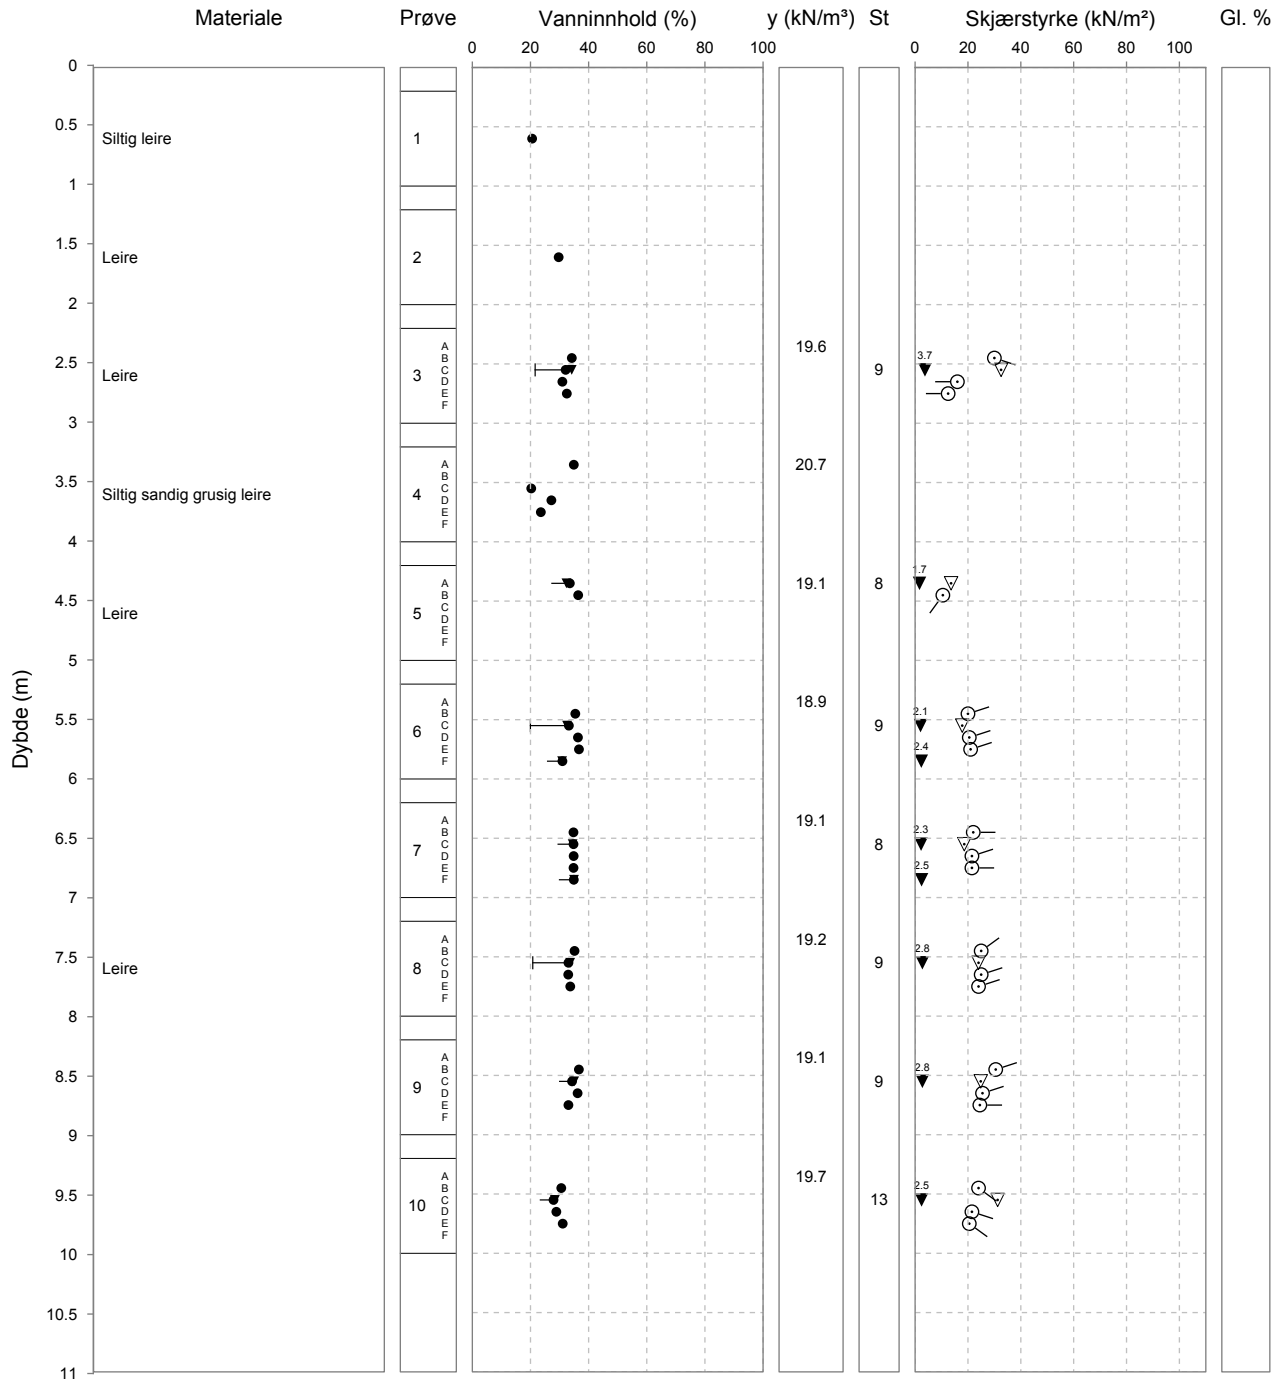 Materiale Prøve Vanninnhold (%) y (kN/m³) St Skjærstyrke (kN/m²) Gl. %
0 20 40 60 80 100 0 20 40 60 80 100
0
0.5
Siltig leire 1
1
1.5
Leire 2
2
A 19.6
B
2.5 3.7
Leire 3 C 9
D
E
F
3
A 20.7
B
3.5
Siltig sandig grusig leire 4 C
D
E
F
4
A 19.1 8 1.7
B
4.5
Leire 5 C
D
E
F
5
Dybde (m)
A 18.9
B
5.5 2.1
6 C 9
D
E 2.4
F
6
A 19.1
B
6.5 2.3
7 C 8
D
E 2.5
F
7
A 19.2
B
7.5 2.8
Leire 8 C 9
D
E
F
8
A 19.1
B
8.5 2.8
9 C 9
D
E
F
9
A 19.7
B
9.5 2.5
10 C 13
D
E
F
10
10.5
11